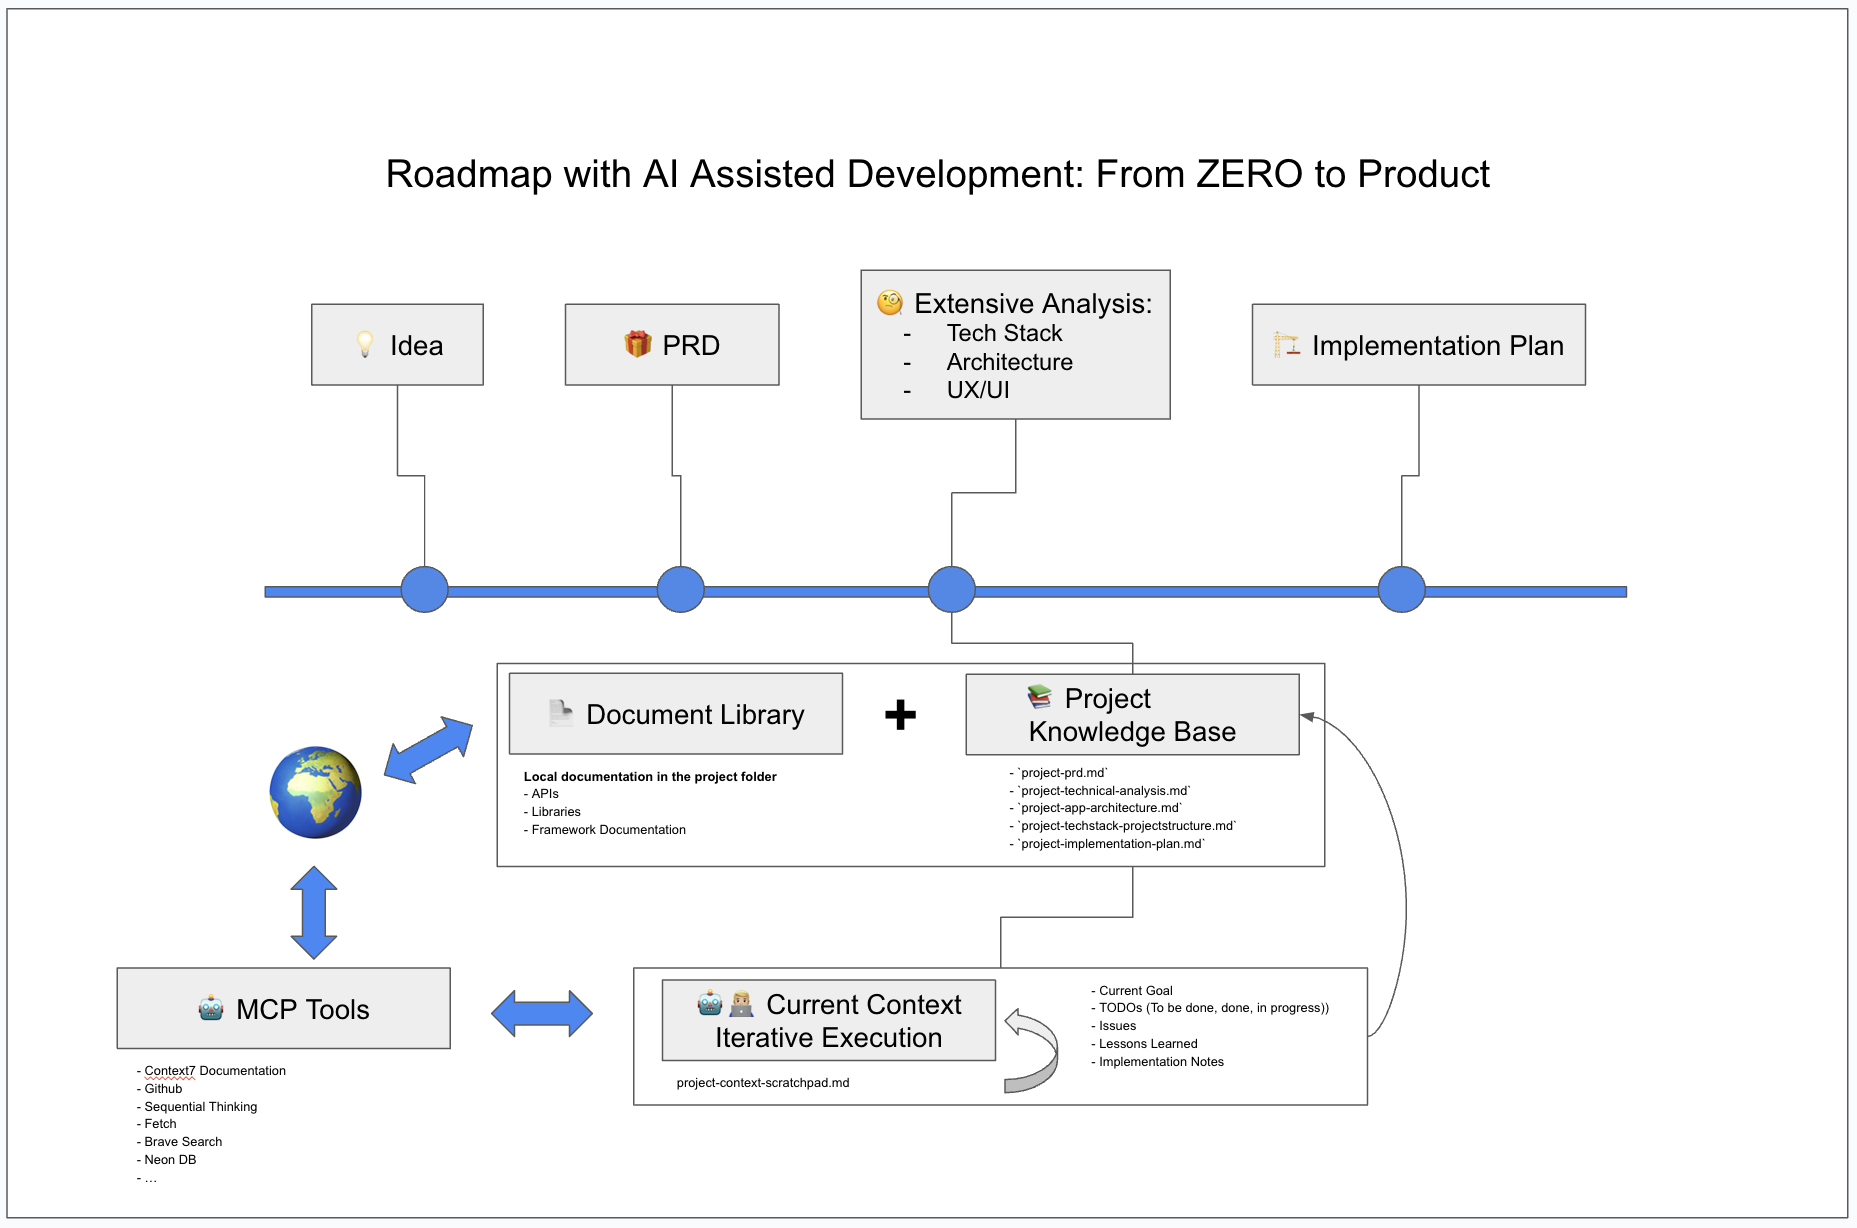 Roadmap with AI Assisted Development: From ZERO to Product
Idea
PRD
Extensive Analysis:
- Tech Stack
- Architecture
- UX/UI
Implementation Plan
Document Library
+
Project
Knowledge Base
Local documentation in the project folder
- APIs
- Libraries
- Framework Documentation
- `project-prd.md`
- `project-technical-analysis.md`
- `project-app-architecture.md`
- `project-techstack-projectstructure.md`
- `project-implementation-plan.md`
MCP Tools
- Context7 Documentation
- Github
- Sequential Thinking
- Fetch
- Brave Search
- Neon DB
- ...
Current Context
Iterative Execution
project-context-scratchpad.md
- Current Goal
- TODOs (To be done, done, in progress))
- Issues
- Lessons Learned
- Implementation Notes